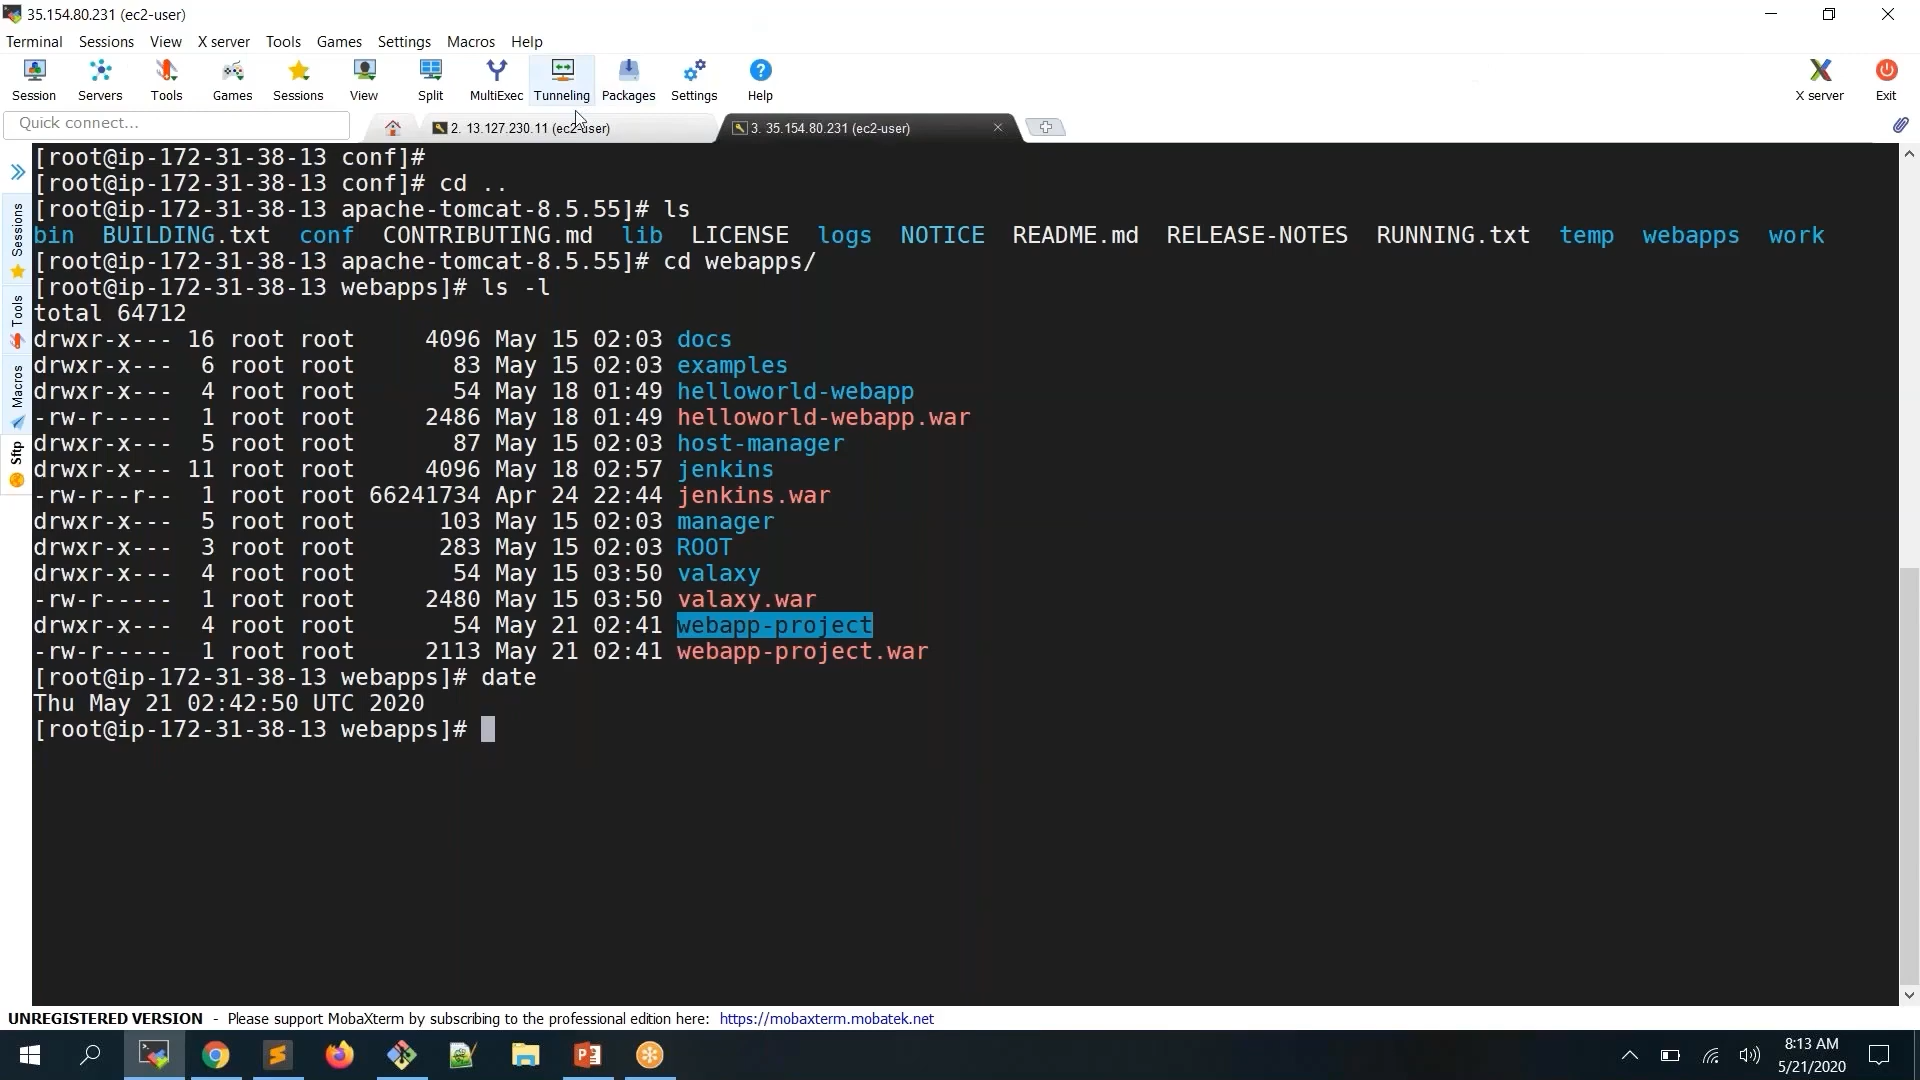 35.154.80.231 (ec2-user)
Terminal Sessions View X server Tools Games Settings Macros Help
Session Servers Tools Games Sessions View Split MultiExec Tunneling Packages Settings Help X server Exit
Quick connect... 2. 13.127.230.11 (ec2-user) 3. 35.154.80.231 (ec2-user)
Sessions
Tools
Macros
Sftp
[root@ip-172-31-38-13 conf]#
[root@ip-172-31-38-13 conf]# cd ..
[root@ip-172-31-38-13 apache-tomcat-8.5.55]# ls
bin BUILDING.txt conf CONTRIBUTING.md lib LICENSE logs NOTICE README.md RELEASE-NOTES RUNNING.txt temp webapps work
[root@ip-172-31-38-13 apache-tomcat-8.5.55]# cd webapps/
[root@ip-172-31-38-13 webapps]# ls -l
total 64712
drwxr-x--- 16 root root 4096 May 15 02:03 docs
drwxr-x--- 6 root root 83 May 15 02:03 examples
drwxr-x--- 4 root root 54 May 18 01:49 helloworld-webapp
-rw-r----- 1 root root 2486 May 18 01:49 helloworld-webapp.war
drwxr-x--- 5 root root 87 May 15 02:03 host-manager
drwxr-x--- 11 root root 4096 May 18 02:57 jenkins
-rw-r--r-- 1 root root 66241734 Apr 24 22:44 jenkins.war
drwxr-x--- 5 root root 103 May 15 02:03 manager
drwxr-x--- 3 root root 283 May 15 02:03 ROOT
drwxr-x--- 4 root root 54 May 15 03:50 valaxy
-rw-r----- 1 root root 2480 May 15 03:50 valaxy.war
drwxr-x--- 4 root root 54 May 21 02:41 webapp-project
-rw-r----- 1 root root 2113 May 21 02:41 webapp-project.war
[root@ip-172-31-38-13 webapps]# date
Thu May 21 02:42:50 UTC 2020
[root@ip-172-31-38-13 webapps]#
UNREGISTERED VERSION - Please support MobaXterm by subscribing to the professional edition here: https://mobaxterm.mobatek.net
8:13 AM
5/21/2020